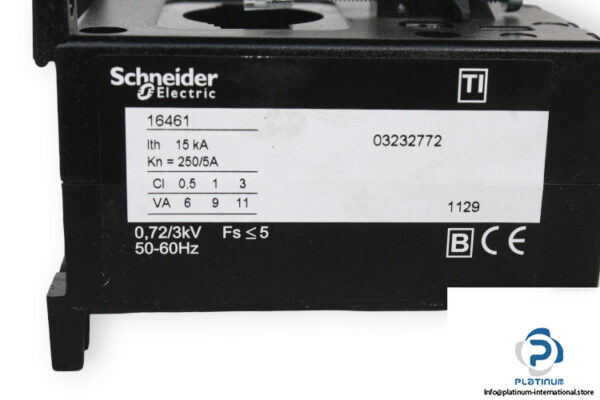 Schneider
Electric
TI
16461
Ith 15 kA
Kn = 250/5A
03232772
Cl 0,5 1 3
VA 6 9 11
1129
0,72/3kV Fs ≤ 5
50-60Hz
B CE
P
PLATINUM
Info@platinum-international.store